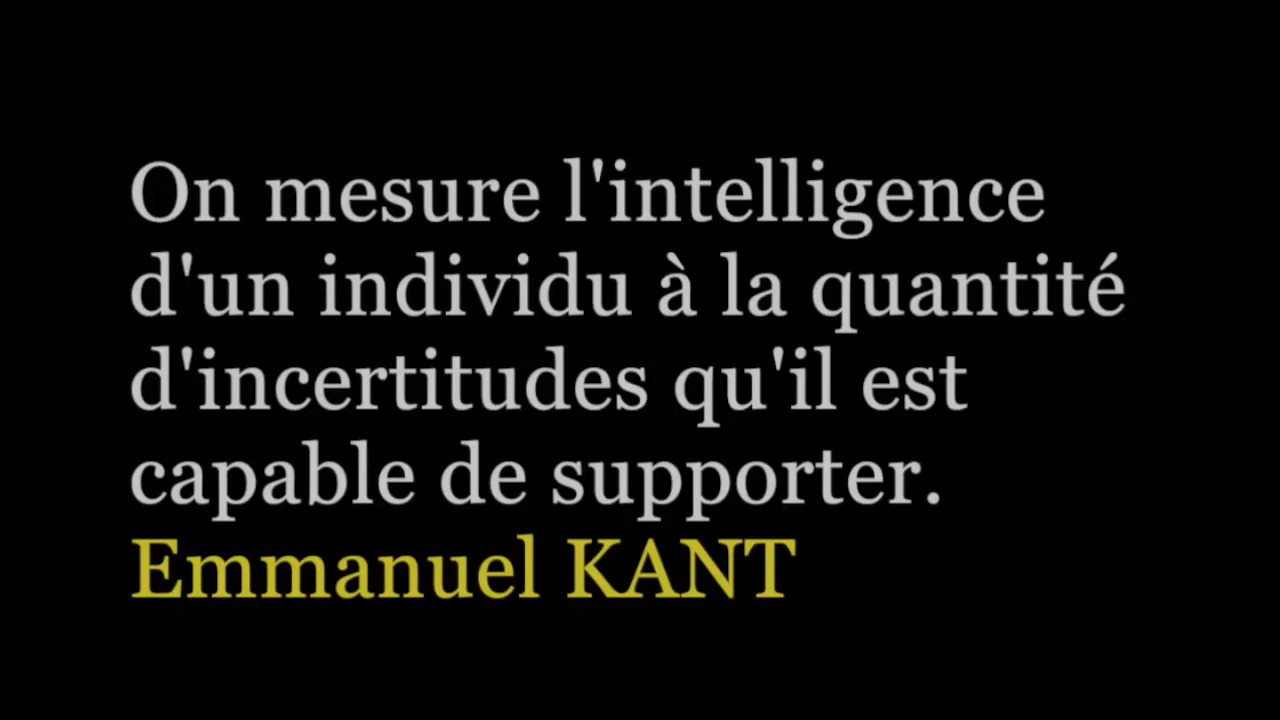 On mesure l'intelligence
d'un individu à la quantité
d'incertitudes qu'il est
capable de supporter.
Emmanuel KANT